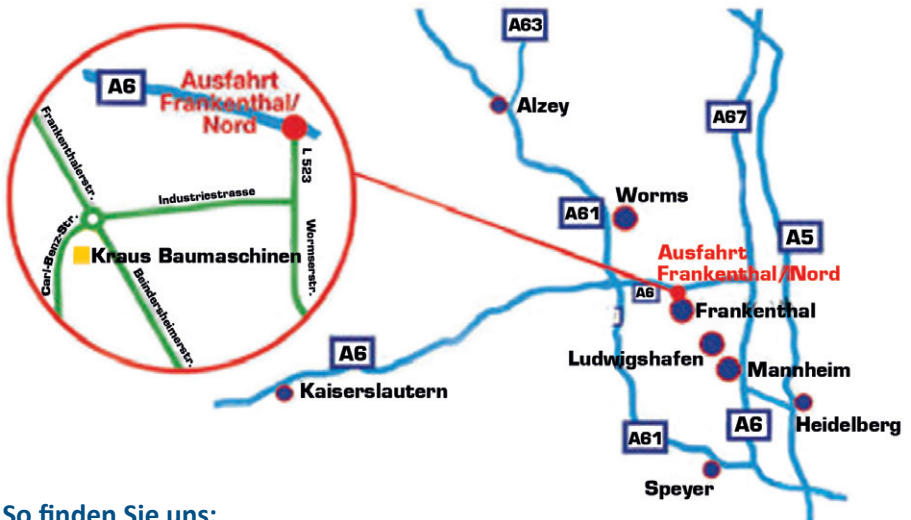 A6
Ausfahrt
Frankenthal/
Nord
Frankenthalerstr.
L 523
Industriestrasse
Wormserstr.
Carl-Benz-Str.
Kraus Baumaschinen
Beindersheimerstr.
A63
Alzey
A67
A61
Worms
A5
Ausfahrt
Frankenthal/Nord
A6
Frankenthal
A6
Ludwigshafen
Mannheim
Kaiserslautern
Heidelberg
A61
A6
Speyer
So finden Sie uns: